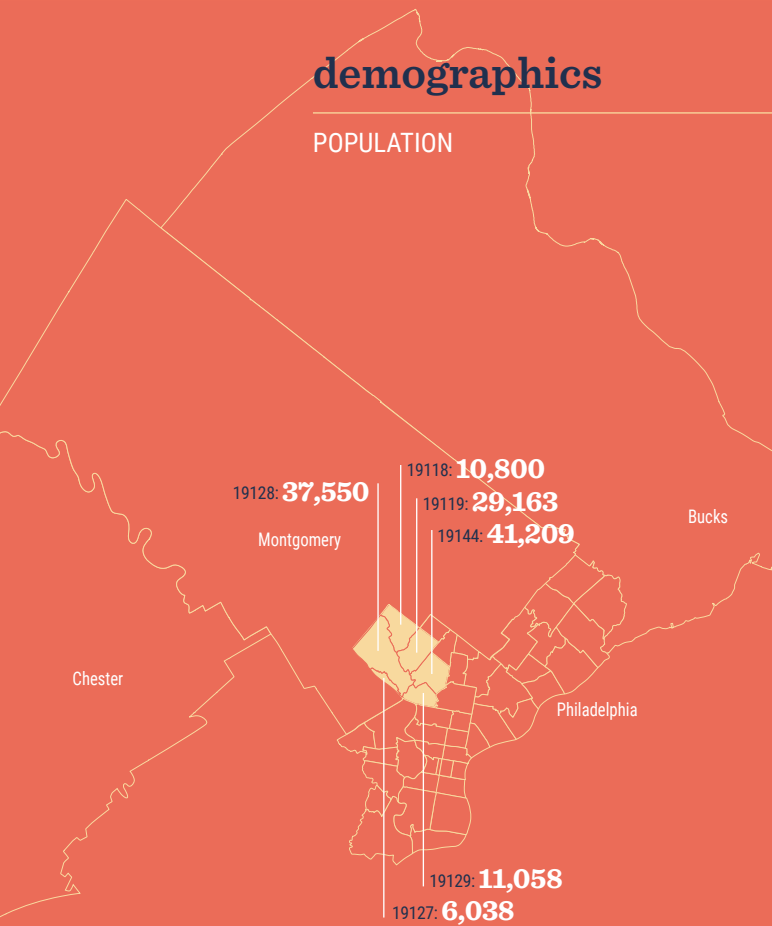 demographics
POPULATION
19118: 10,800
19128: 37,550
19119: 29,163
Bucks
19144: 41,209
Montgomery
Chester
Philadelphia
19129: 11,058
19127: 6,038